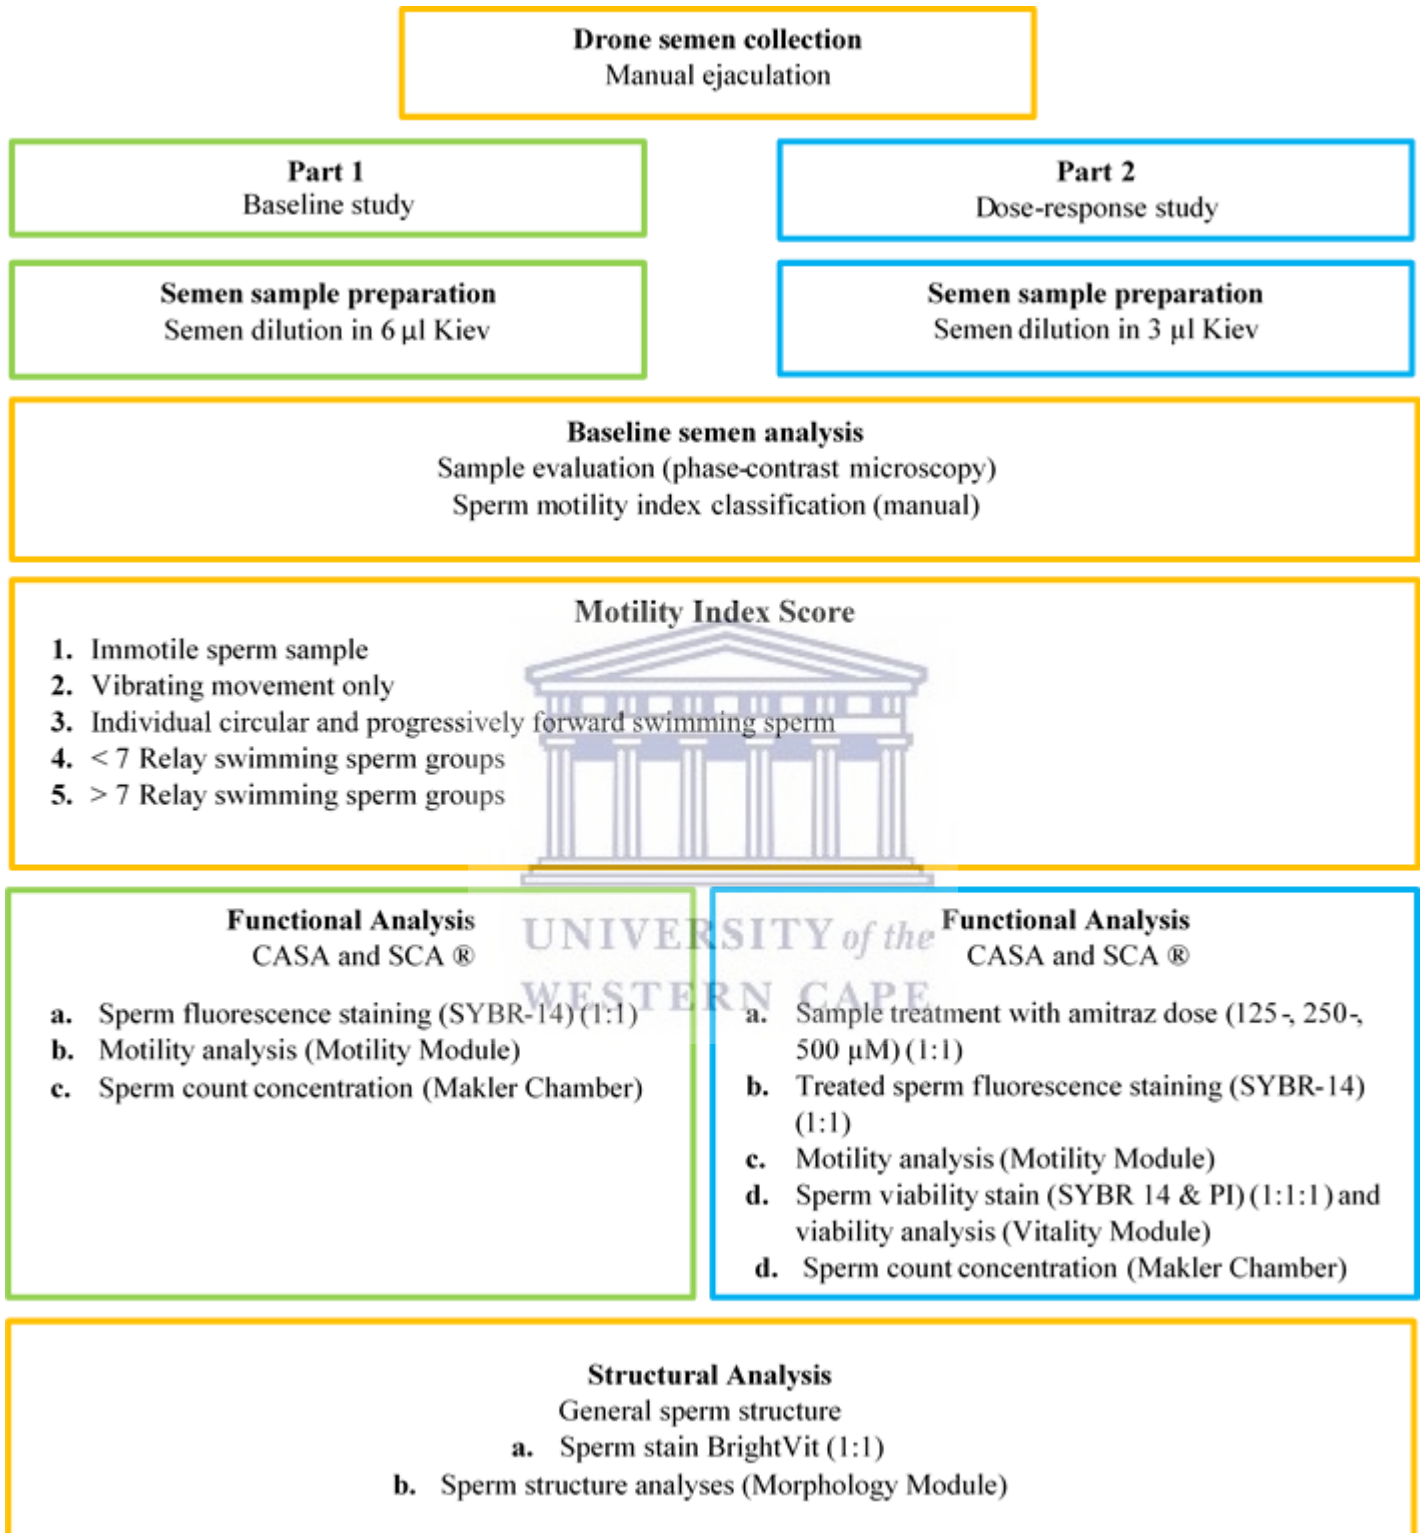 Drone semen collection
Manual ejaculation
Part 1
Baseline study
Part 2
Dose-response study
Semen sample preparation
Semen dilution in 6 µl Kiev
Semen sample preparation
Semen dilution in 3 µl Kiev
Baseline semen analysis
Sample evaluation (phase-contrast microscopy)
Sperm motility index classification (manual)
Motility Index Score
1. Immotile sperm sample
2. Vibrating movement only
3. Individual circular and progressively forward swimming sperm
4. < 7 Relay swimming sperm groups
5. > 7 Relay swimming sperm groups
UNIVERSITY of the
WESTERN CAPE
Functional Analysis
CASA and SCA ®
a. Sperm fluorescence staining (SYBR-14) (1:1)
b. Motility analysis (Motility Module)
c. Sperm count concentration (Makler Chamber)
Functional Analysis
CASA and SCA ®
a. Sample treatment with amitraz dose (125-, 250-,
500 µM) (1:1)
b. Treated sperm fluorescence staining (SYBR-14)
(1:1)
c. Motility analysis (Motility Module)
d. Sperm viability stain (SYBR 14 & PI) (1:1:1) and
viability analysis (Vitality Module)
d. Sperm count concentration (Makler Chamber)
Structural Analysis
General sperm structure
a. Sperm stain BrightVit (1:1)
b. Sperm structure analyses (Morphology Module)